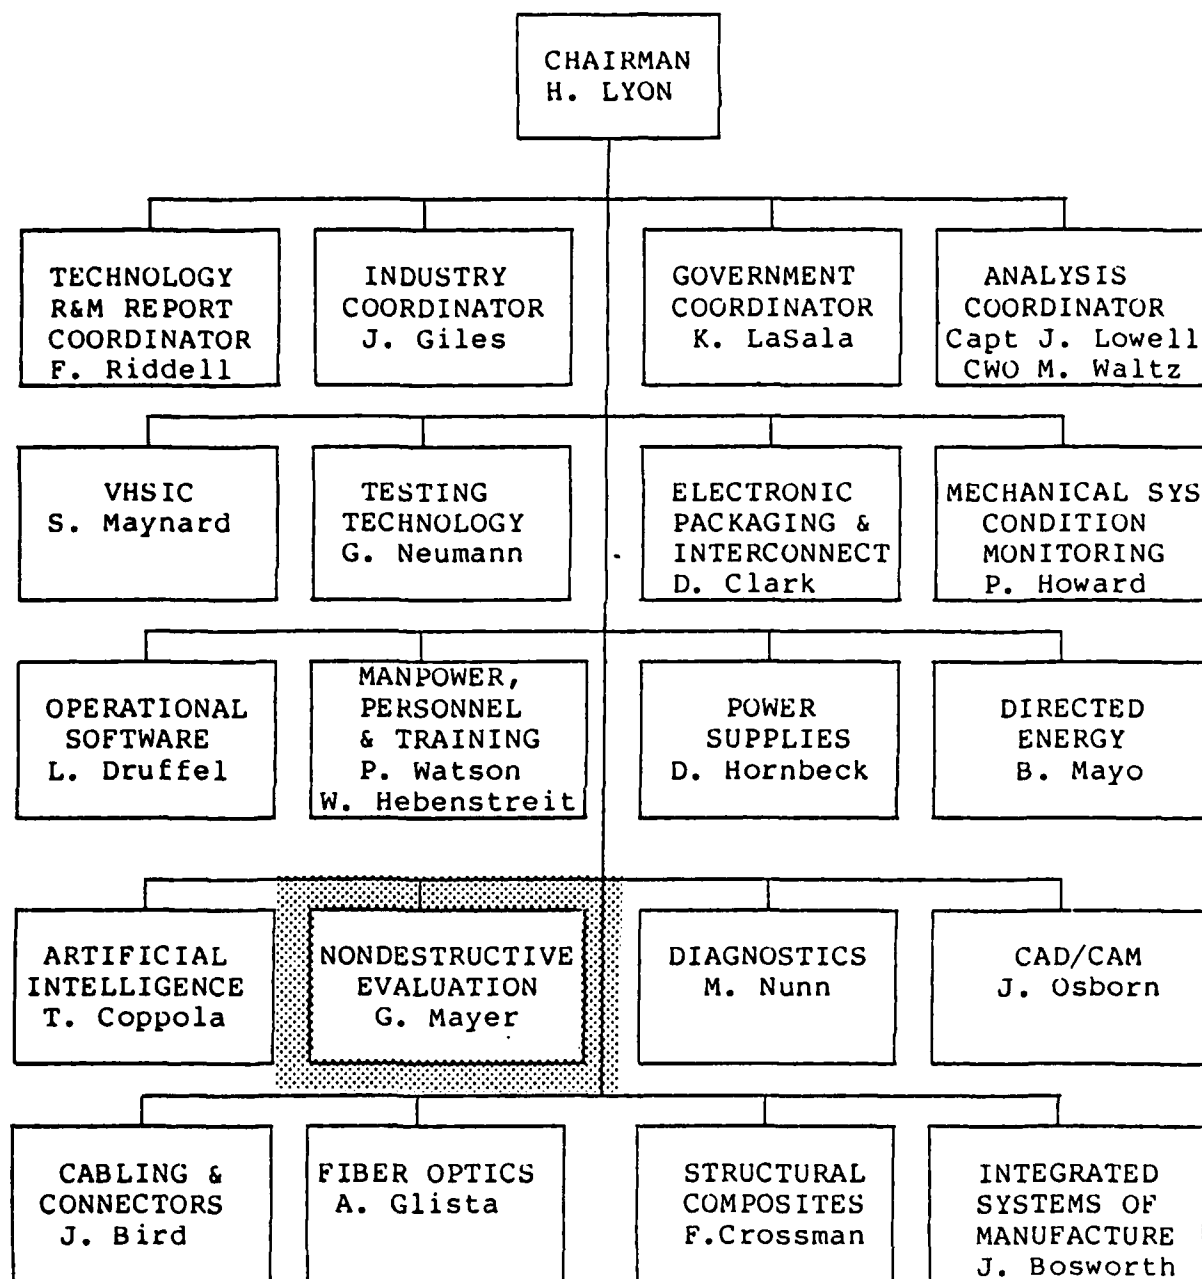 CHAIRMAN
H. LYON
TECHNOLOGY
R&M REPORT
COORDINATOR
F. Riddell
INDUSTRY
COORDINATOR
J. Giles
GOVERNMENT
COORDINATOR
K. LaSala
ANALYSIS
COORDINATOR
Capt J. Lowell
CWO M. Waltz
VHSIC
S. Maynard
TESTING
TECHNOLOGY
G. Neumann
ELECTRONIC
PACKAGING &
INTERCONNECT
D. Clark
MECHANICAL SYS
CONDITION
MONITORING
P. Howard
OPERATIONAL
SOFTWARE
L. Druffel
MANPOWER,
PERSONNEL
& TRAINING
P. Watson
W. Hebenstreit
POWER
SUPPLIES
D. Hornbeck
DIRECTED
ENERGY
B. Mayo
ARTIFICIAL
INTELLIGENCE
T. Coppola
NONDESTRUCTIVE
EVALUATION
G. Mayer
DIAGNOSTICS
M. Nunn
CAD/CAM
J. Osborn
CABLING &
CONNECTORS
J. Bird
FIBER OPTICS
A. Glista
STRUCTURAL
COMPOSITES
F.Crossman
INTEGRATED
SYSTEMS OF
MANUFACTURE
J. Bosworth